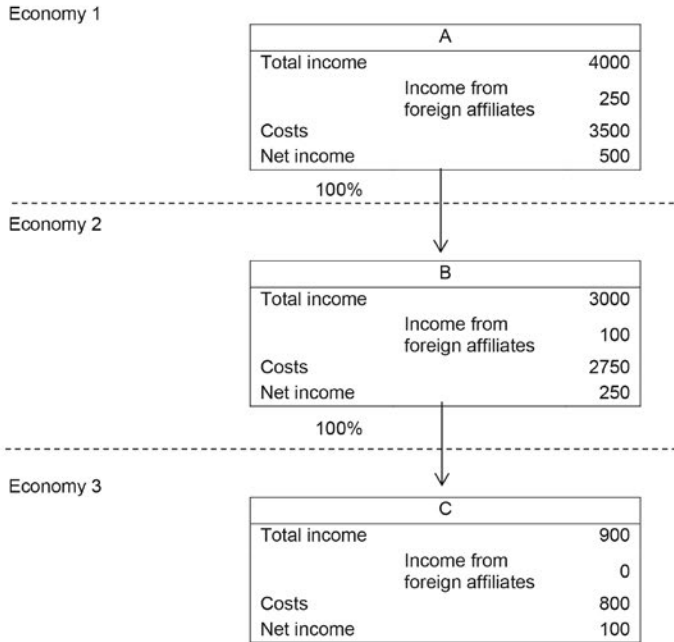 Economy 1
A
Total income 4000
Income from
foreign affiliates 250
Costs 3500
Net income 500
100%
Economy 2
B
Total income 3000
Income from
foreign affiliates 100
Costs 2750
Net income 250
100%
Economy 3
C
Total income 900
Income from
foreign affiliates 0
Costs 800
Net income 100